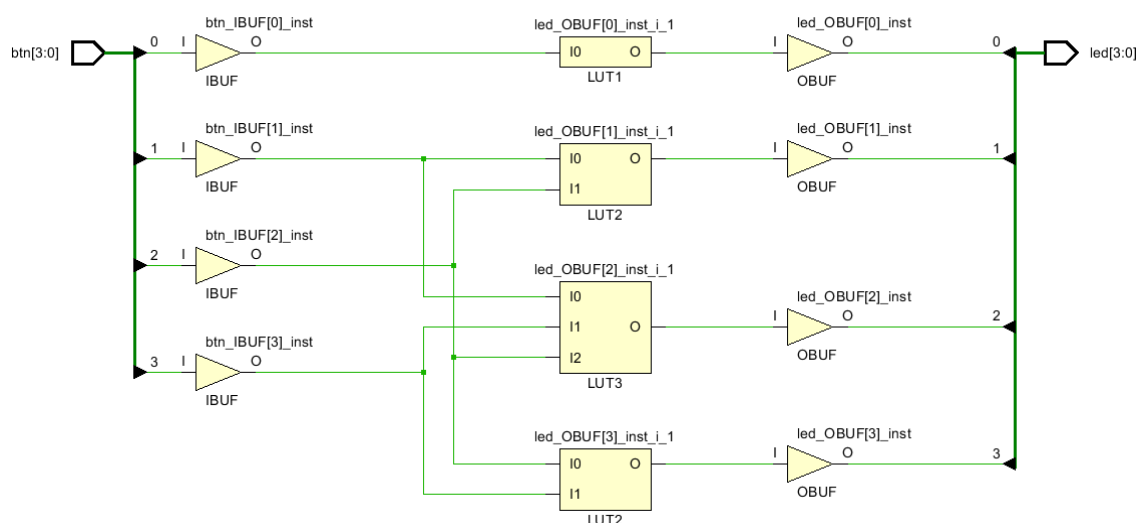 btn[3:0]
0
I
btn_IBUF[0]_inst
O
IBUF
led_OBUF[0]_inst_i_1
I0
O
LUT1
led_OBUF[0]_inst
I
O
OBUF
0
led[3:0]
1
I
btn_IBUF[1]_inst
O
IBUF
led_OBUF[1]_inst_i_1
I0
O
I1
LUT2
led_OBUF[1]_inst
I
O
OBUF
1
2
I
btn_IBUF[2]_inst
O
IBUF
led_OBUF[2]_inst_i_1
I0
I1
O
I2
LUT3
led_OBUF[2]_inst
I
O
OBUF
2
3
I
btn_IBUF[3]_inst
O
IBUF
led_OBUF[3]_inst_i_1
I0
O
I1
LUT2
led_OBUF[3]_inst
I
O
OBUF
3